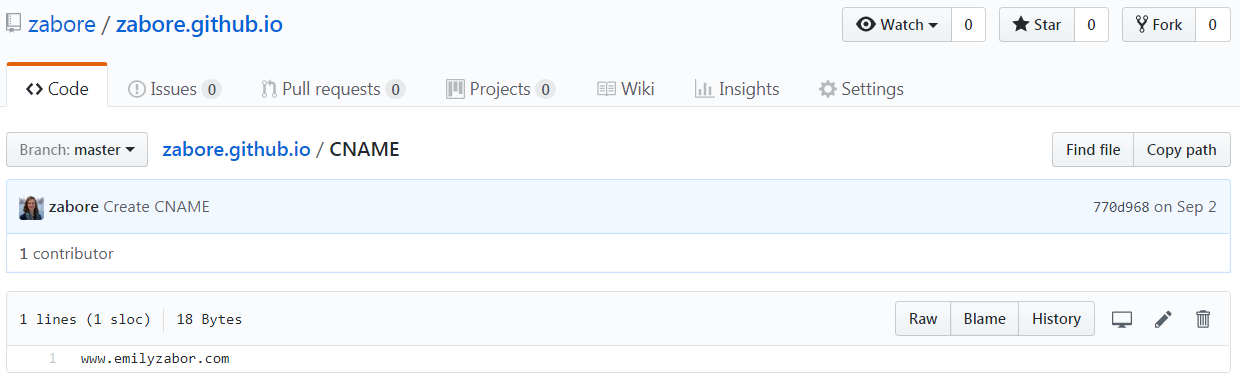 zabore / zabore.github.io Watch 0 Star 0 Fork 0
Code Issues 0 Pull requests 0 Projects 0 Wiki Insights Settings
Branch: master zabore.github.io / CNAME Find file Copy path
zabore Create CNAME 770d968 on Sep 2
1 contributor
1 lines (1 sloc) 18 Bytes Raw Blame History
1 www.emilyzabor.com